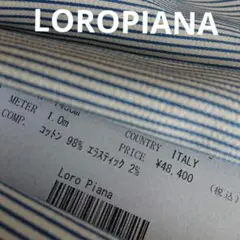 LOROPIANA
METER 1.0m
COMP. コットン 98% エラスティック 2%
COUNTRY ITALY
PRICE ¥48,400
(税込)
Loro Piana